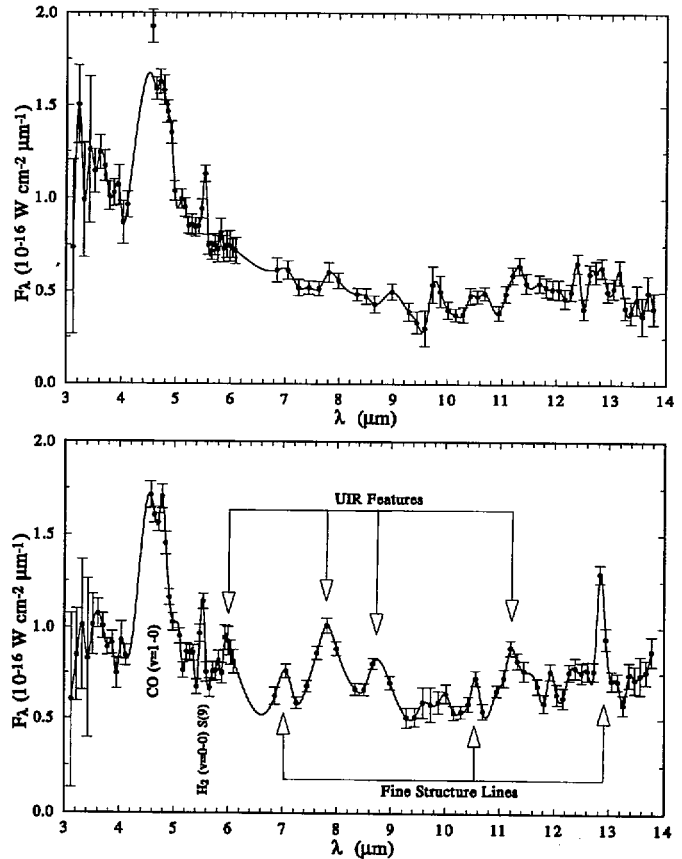 2.0
1.5
1.0
0.5
0.0
3 4 5 6 7 8 9 10 11 12 13 14
λ (μm)
Fλ (10-16 W cm-2 μm-1)
2.0
1.5
1.0
0.5
0.0
UIR Features
CO (v=1-0)
H2 (v=0-0) S(9)
Fine Structure Lines
3 4 5 6 7 8 9 10 11 12 13 14
λ (μm)
Fλ (10-16 W cm-2 μm-1)